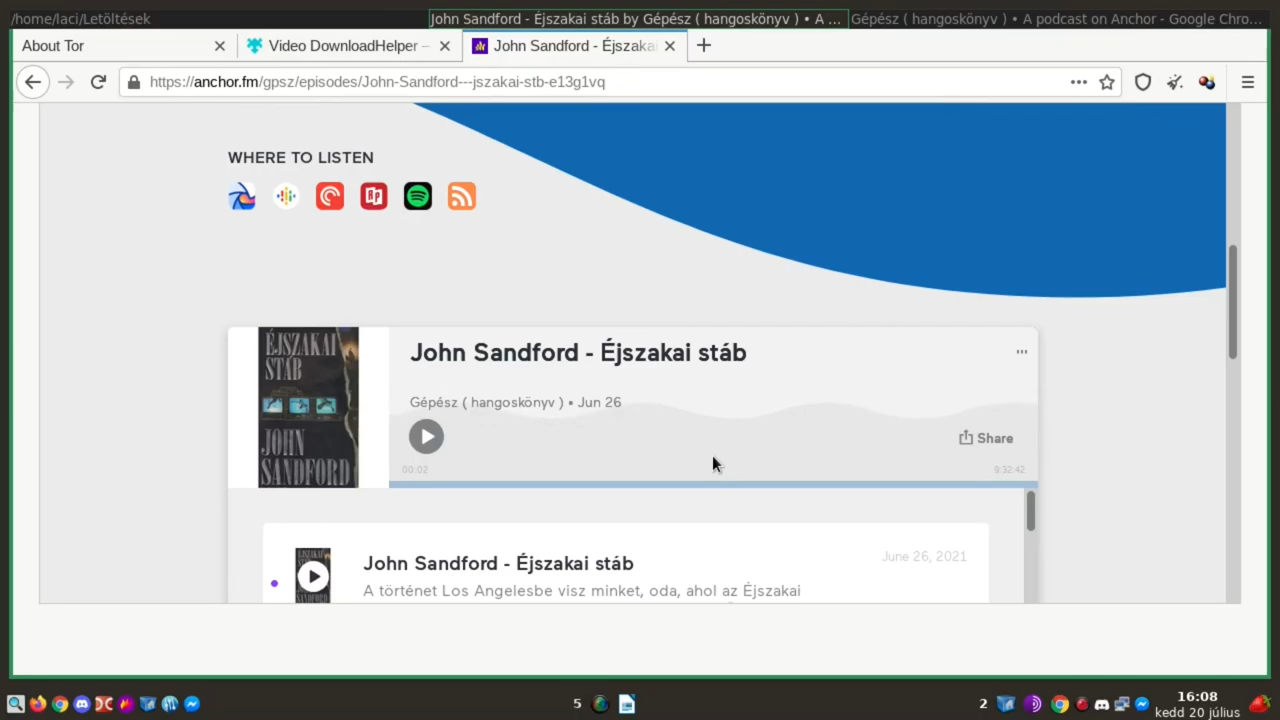 /home/laci/Letöltések
John Sandford - Éjszakai stáb by Gépész ( hangoskönyv ) • A ...
Gépész ( hangoskönyv ) • A podcast on Anchor - Google Chro...
About Tor
Video DownloadHelper –
John Sandford - Éjszaka
https://anchor.fm/gpsz/episodes/John-Sandford---jszakai-stb-e13g1vq
WHERE TO LISTEN
ÉJSZAKAI
STÁB
JOHN
SANDFORD
John Sandford - Éjszakai stáb
Gépész ( hangoskönyv ) • Jun 26
Share
00:02
9:32:42
John Sandford - Éjszakai stáb
June 26, 2021
A történet Los Angelesbe visz minket, oda, ahol az Éjszakai
5
2
16:08
kedd 20 július